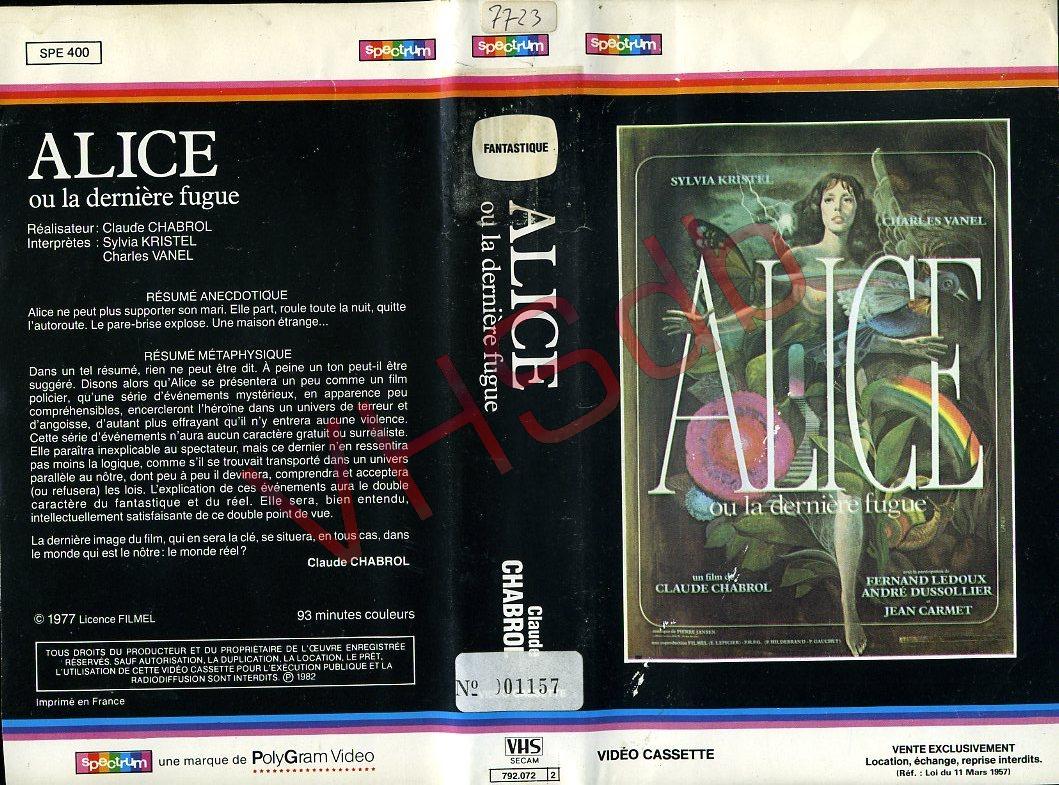 SPE 400
spectrum
ALICE
ou la dernière fugue
Réalisateur: Claude CHABROL
Interprètes : Sylvia KRISTEL
Charles VANEL
RÉSUMÉ ANECDOTIQUE
Alice ne peut plus supporter son mari. Elle part, roule toute la nuit, quitte
l'autoroute. Le pare-brise explose. Une maison étrange...
RÉSUMÉ MÉTAPHYSIQUE
Dans un tel résumé, rien ne peut être dit. À peine un ton peut-il être
suggéré. Disons alors qu'Alice se présentera un peu comme un film
policier, qu'une série d'événements mystérieux, en apparence peu
compréhensibles, encercleront l'héroïne dans un univers de terreur et
d'angoisse, d'autant plus effrayant qu'il n'y entrera aucune violence.
Cette série d'événements n'aura aucun caractère gratuit ou surréaliste.
Elle paraîtra inexplicable au spectateur, mais ce dernier n'en ressentira
pas moins la logique, comme s'il se trouvait transporté dans un univers
parallèle au nôtre, dont peu à peu il devinera, comprendra et acceptera
(ou refusera) les lois. L'explication de ces événements aura le double
caractère du fantastique et du réel. Elle sera, bien entendu,
intellectuellement satisfaisante de ce double point de vue.
La dernière image du film, qui en sera la clé, se situera, en tous cas, dans
le monde qui est le nôtre: le monde réel?
Claude CHABROL
© 1977 Licence FILMEL
93 minutes couleurs
TOUS DROITS DU PRODUCTEUR ET DU PROPRIÉTAIRE DE L'ŒUVRE ENREGISTRÉE
RÉSERVÉS. SAUF AUTORISATION, LA DUPLICATION, LA LOCATION, LE PRÊT,
L'UTILISATION DE CETTE VIDÉO CASSETTE POUR L'EXÉCUTION PUBLIQUE ET LA
RADIODIFFUSION SONT INTERDITS. Ⓟ 1982
Imprimé en France
spectrum
une marque de PolyGram Video
7723
spectrum
FANTASTIQUE
ALICE
ou la dernière fugue
Claude
CHABROL
Nº 001157
VHS
SECAM
792.072 2
spectrum
SYLVIA KRISTEL
CHARLES VANEL
ALICE
ou la dernière fugue
un film de
CLAUDE CHABROL
avec la participation de
FERNAND LEDOUX
ANDRÉ DUSSOLLIER
et
JEAN CARMET
musique de PIERRE JANSEN
VIDÉO CASSETTE
VENTE EXCLUSIVEMENT
Location, échange, reprise interdits.
(Réf. : Loi du 11 Mars 1957)
VHSdb